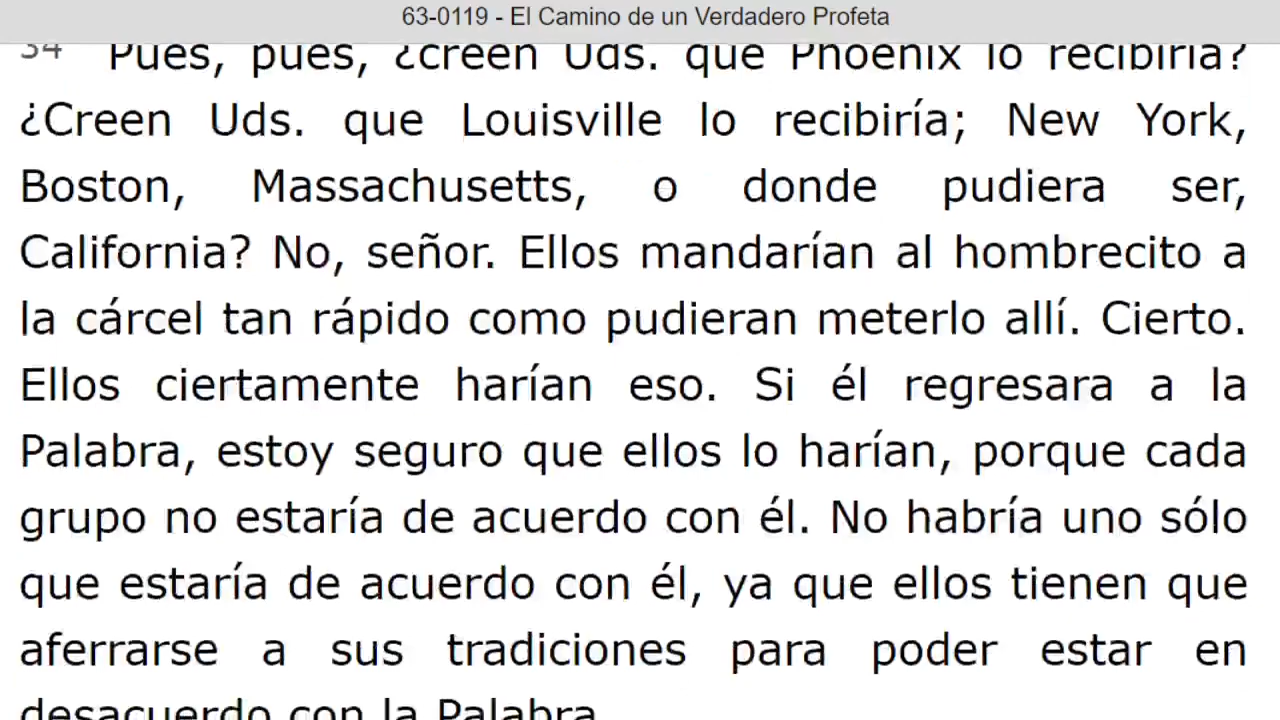 63-0119 - El Camino de un Verdadero Profeta
34 Pues, pues, ¿creen Uds. que Phoenix lo recibiría?
¿Creen Uds. que Louisville lo recibiría; New York,
Boston, Massachusetts, o donde pudiera ser,
California? No, señor. Ellos mandarían al hombrecito a
la cárcel tan rápido como pudieran meterlo allí. Cierto.
Ellos ciertamente harían eso. Si él regresara a la
Palabra, estoy seguro que ellos lo harían, porque cada
grupo no estaría de acuerdo con él. No habría uno sólo
que estaría de acuerdo con él, ya que ellos tienen que
aferrarse a sus tradiciones para poder estar en
desacuerdo con la Palabra.